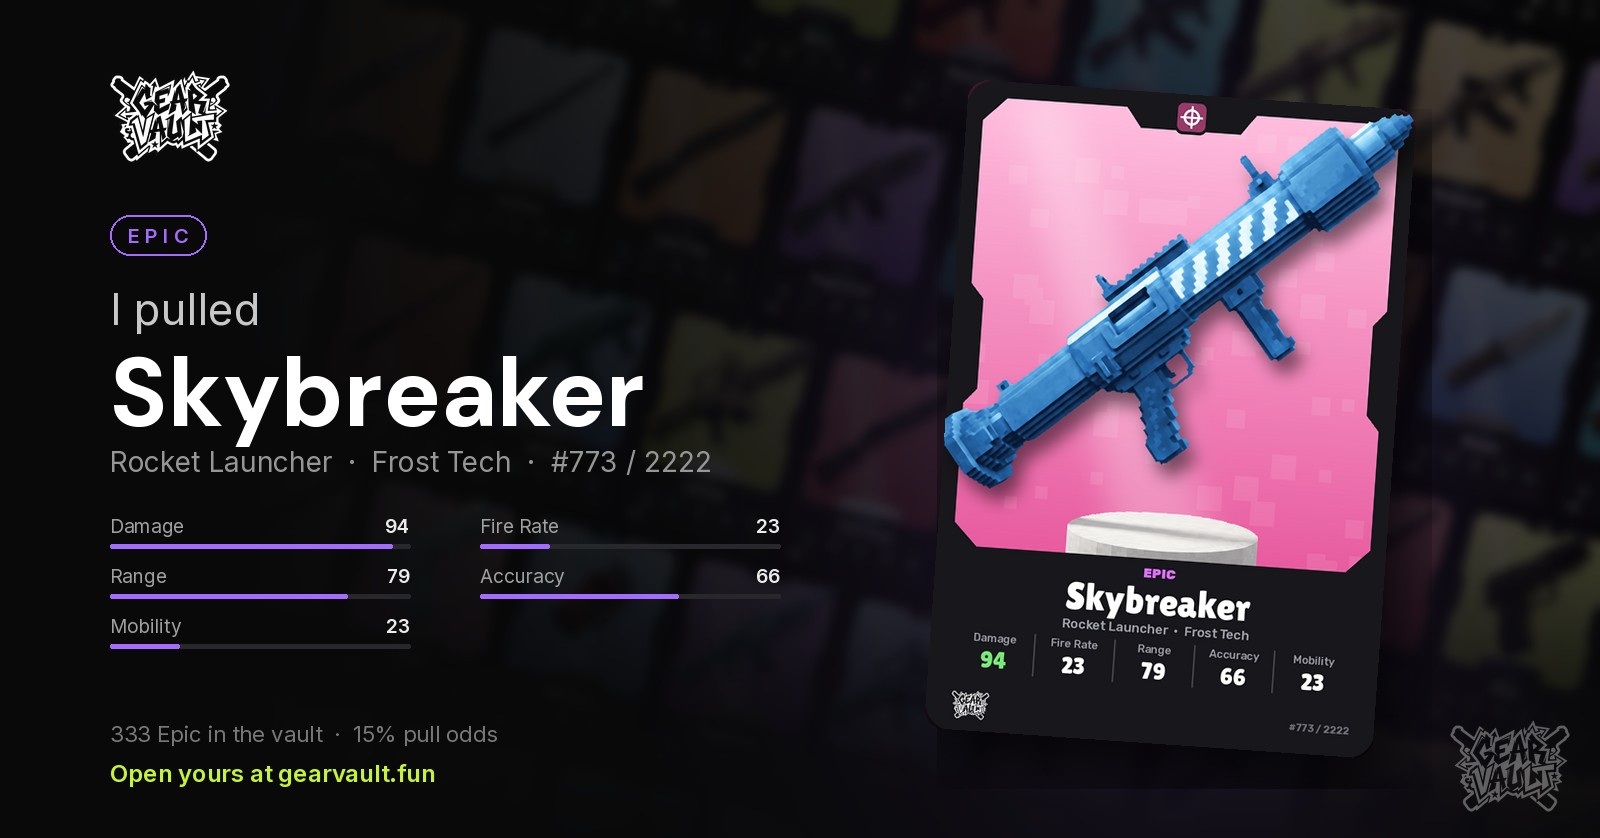 GEAR
VAULT
EPIC
I pulled
Skybreaker
Rocket Launcher · Frost Tech · #773 / 2222
Damage 94
Fire Rate 23
Range 79
Accuracy 66
Mobility 23
333 Epic in the vault · 15% pull odds
Open yours at gearvault.fun
EPIC
Skybreaker
Rocket Launcher · Frost Tech
Damage Fire Rate Range Accuracy Mobility
94 23 79 66 23
GEAR
VAULT
#773 / 2222
GEAR
VAULT